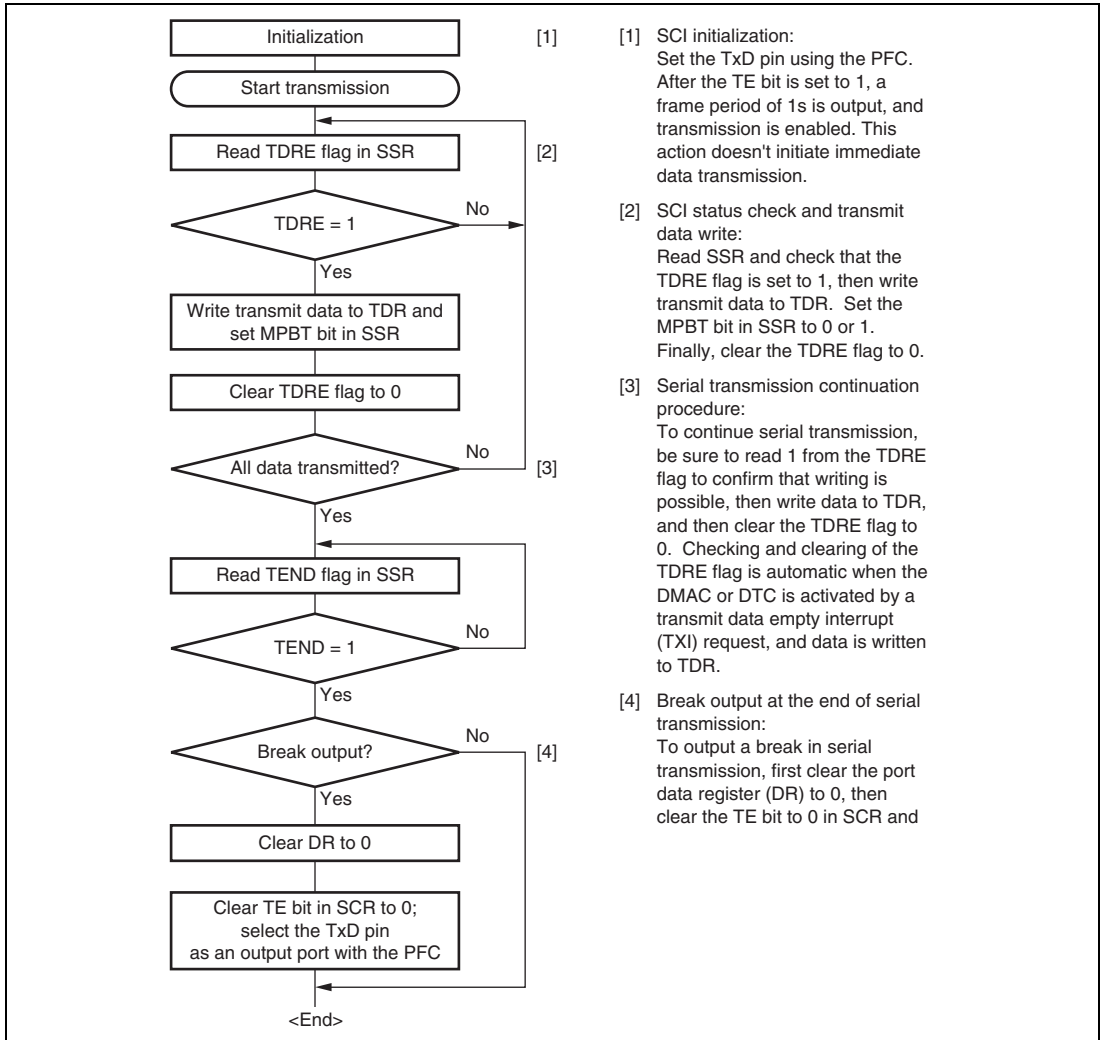 Initialization
[1]
Start transmission
Read TDRE flag in SSR
[2]
TDRE = 1
No
Yes
Write transmit data to TDR and
set MPBT bit in SSR
Clear TDRE flag to 0
All data transmitted?
No
[3]
Yes
Read TEND flag in SSR
TEND = 1
No
Yes
Break output?
No
[4]
Yes
Clear DR to 0
Clear TE bit in SCR to 0;
select the TxD pin
as an output port with the PFC
<End>
[1] SCI initialization:
Set the TxD pin using the PFC.
After the TE bit is set to 1, a
frame period of 1s is output, and
transmission is enabled. This
action doesn't initiate immediate
data transmission.
[2] SCI status check and transmit
data write:
Read SSR and check that the
TDRE flag is set to 1, then write
transmit data to TDR. Set the
MPBT bit in SSR to 0 or 1.
Finally, clear the TDRE flag to 0.
[3] Serial transmission continuation
procedure:
To continue serial transmission,
be sure to read 1 from the TDRE
flag to confirm that writing is
possible, then write data to TDR,
and then clear the TDRE flag to
0. Checking and clearing of the
TDRE flag is automatic when the
DMAC or DTC is activated by a
transmit data empty interrupt
(TXI) request, and data is written
to TDR.
[4] Break output at the end of serial
transmission:
To output a break in serial
transmission, first clear the port
data register (DR) to 0, then
clear the TE bit to 0 in SCR and